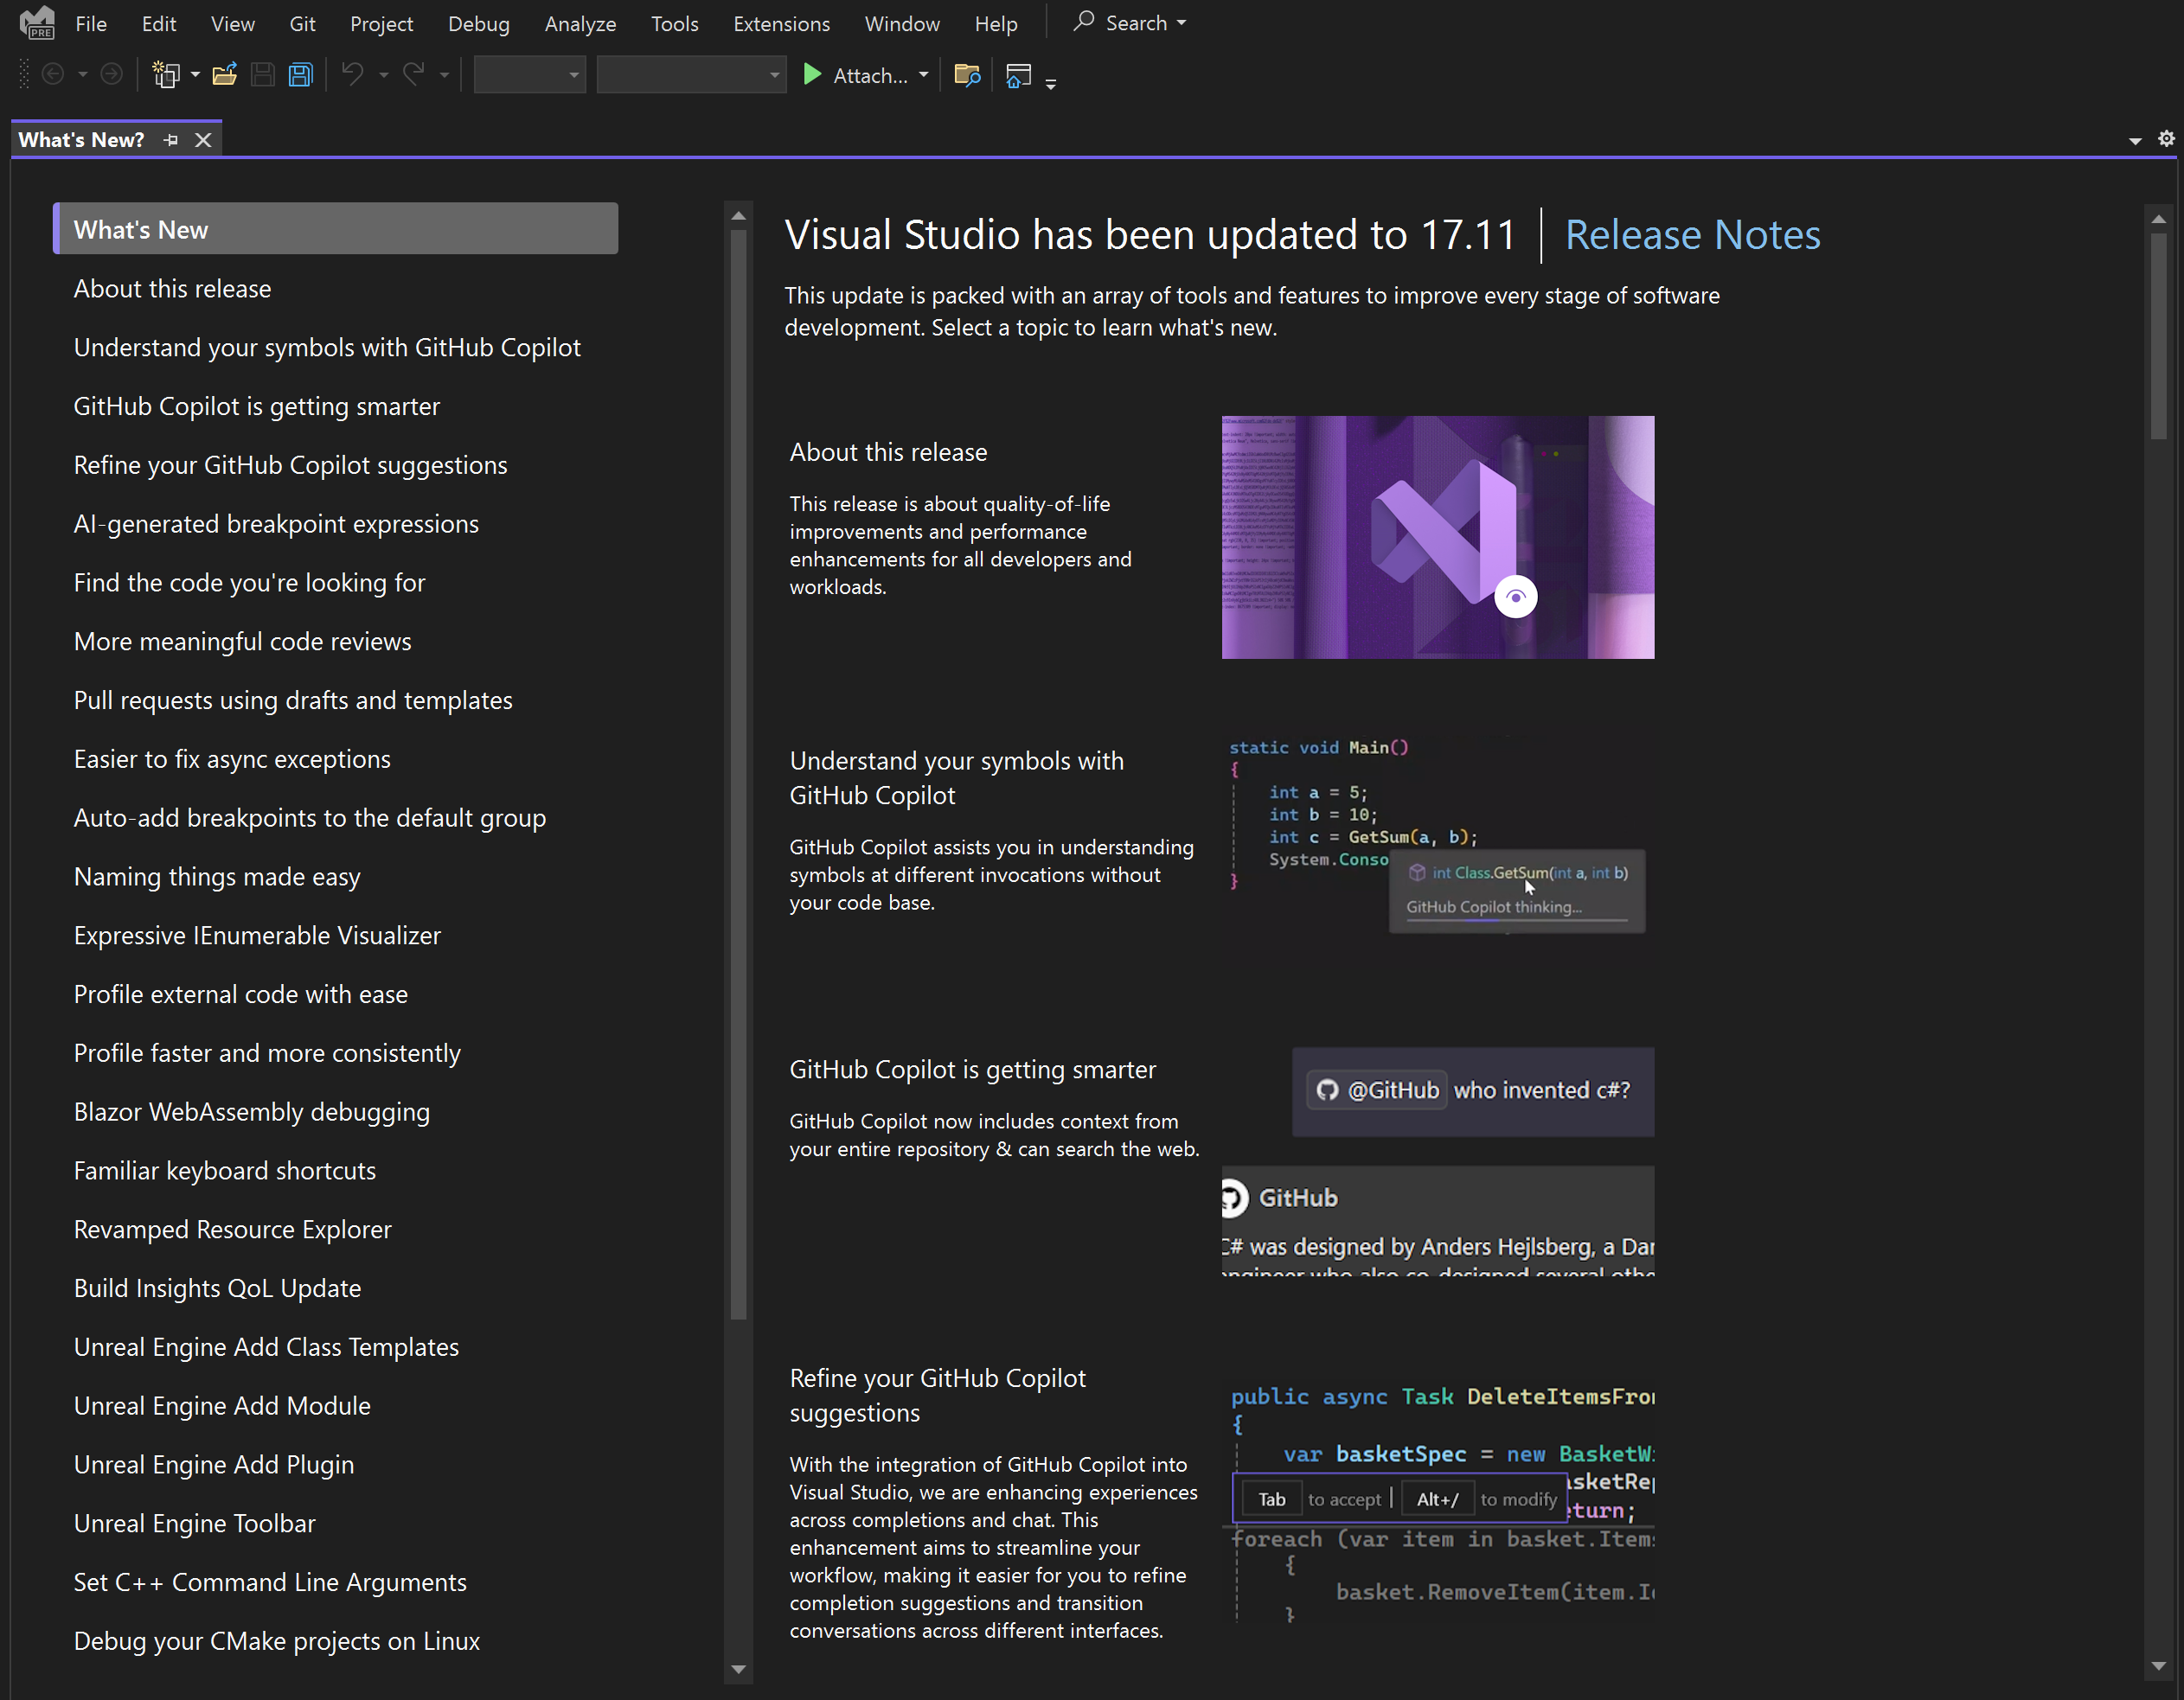 PRE
File Edit View Git Project Debug Analyze Tools Extensions Window Help Search
Attach...
What's New?
What's New
About this release
Understand your symbols with GitHub Copilot
GitHub Copilot is getting smarter
Refine your GitHub Copilot suggestions
AI-generated breakpoint expressions
Find the code you're looking for
More meaningful code reviews
Pull requests using drafts and templates
Easier to fix async exceptions
Auto-add breakpoints to the default group
Naming things made easy
Expressive IEnumerable Visualizer
Profile external code with ease
Profile faster and more consistently
Blazor WebAssembly debugging
Familiar keyboard shortcuts
Revamped Resource Explorer
Build Insights QoL Update
Unreal Engine Add Class Templates
Unreal Engine Add Module
Unreal Engine Add Plugin
Unreal Engine Toolbar
Set C++ Command Line Arguments
Debug your CMake projects on Linux
Visual Studio has been updated to 17.11 | Release Notes
This update is packed with an array of tools and features to improve every stage of software
development. Select a topic to learn what's new.
About this release
This release is about quality-of-life
improvements and performance
enhancements for all developers and
workloads.
Understand your symbols with
GitHub Copilot
GitHub Copilot assists you in understanding
symbols at different invocations without
your code base.
static void Main()
{
int a = 5;
int b = 10;
int c = GetSum(a, b);
System.Conso
}
int Class.GetSum(int a, int b)
GitHub Copilot thinking...
GitHub Copilot is getting smarter
GitHub Copilot now includes context from
your entire repository & can search the web.
@GitHub who invented c#?
GitHub
C# was designed by Anders Hejlsberg, a Dan
engineer who also co-designed several othe
Refine your GitHub Copilot
suggestions
With the integration of GitHub Copilot into
Visual Studio, we are enhancing experiences
across completions and chat. This
enhancement aims to streamline your
workflow, making it easier for you to refine
completion suggestions and transition
conversations across different interfaces.
public async Task DeleteItemsFro
{
var basketSpec = new BasketWi
asketRep
Tab to accept | Alt+/ to modify
eturn;
foreach (var item in basket.Items
{
basket.RemoveItem(item.Id
}